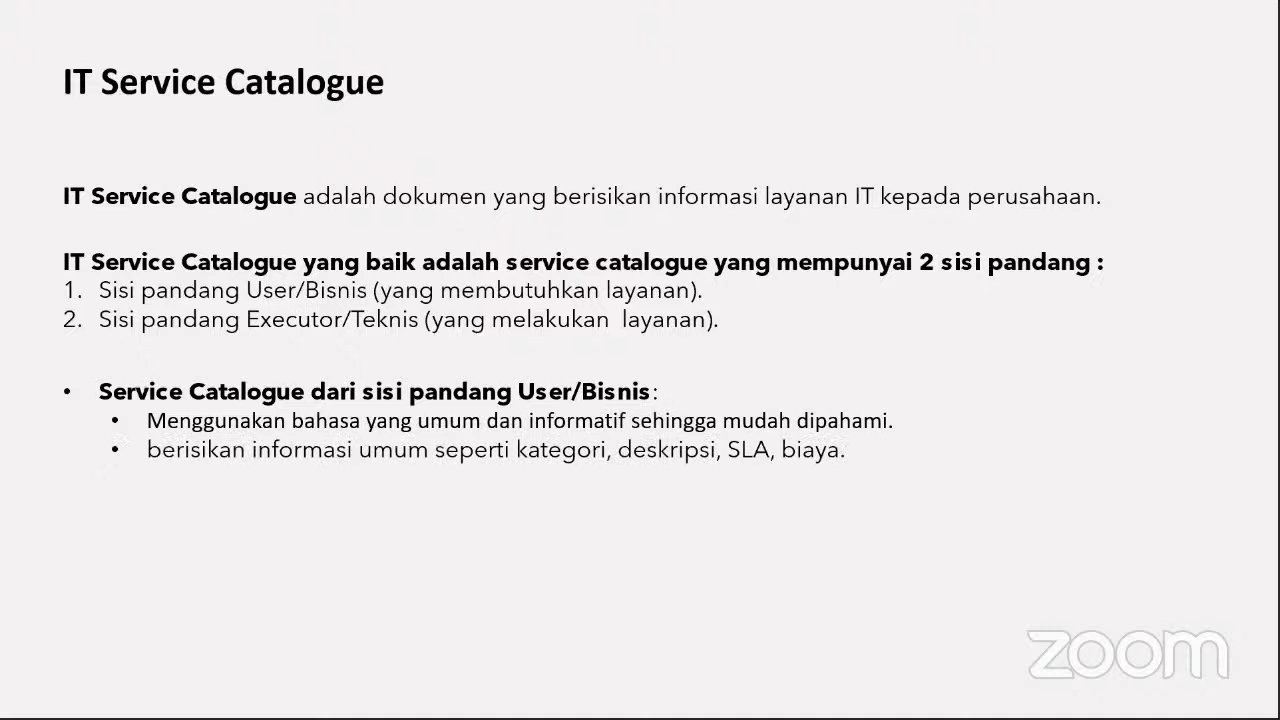 IT Service Catalogue
IT Service Catalogue adalah dokumen yang berisikan informasi layanan IT kepada perusahaan.
IT Service Catalogue yang baik adalah service catalogue yang mempunyai 2 sisi pandang :
1. Sisi pandang User/Bisnis (yang membutuhkan layanan).
2. Sisi pandang Executor/Teknis (yang melakukan layanan).
• Service Catalogue dari sisi pandang User/Bisnis:
• Menggunakan bahasa yang umum dan informatif sehingga mudah dipahami.
• berisikan informasi umum seperti kategori, deskripsi, SLA, biaya.
zoom